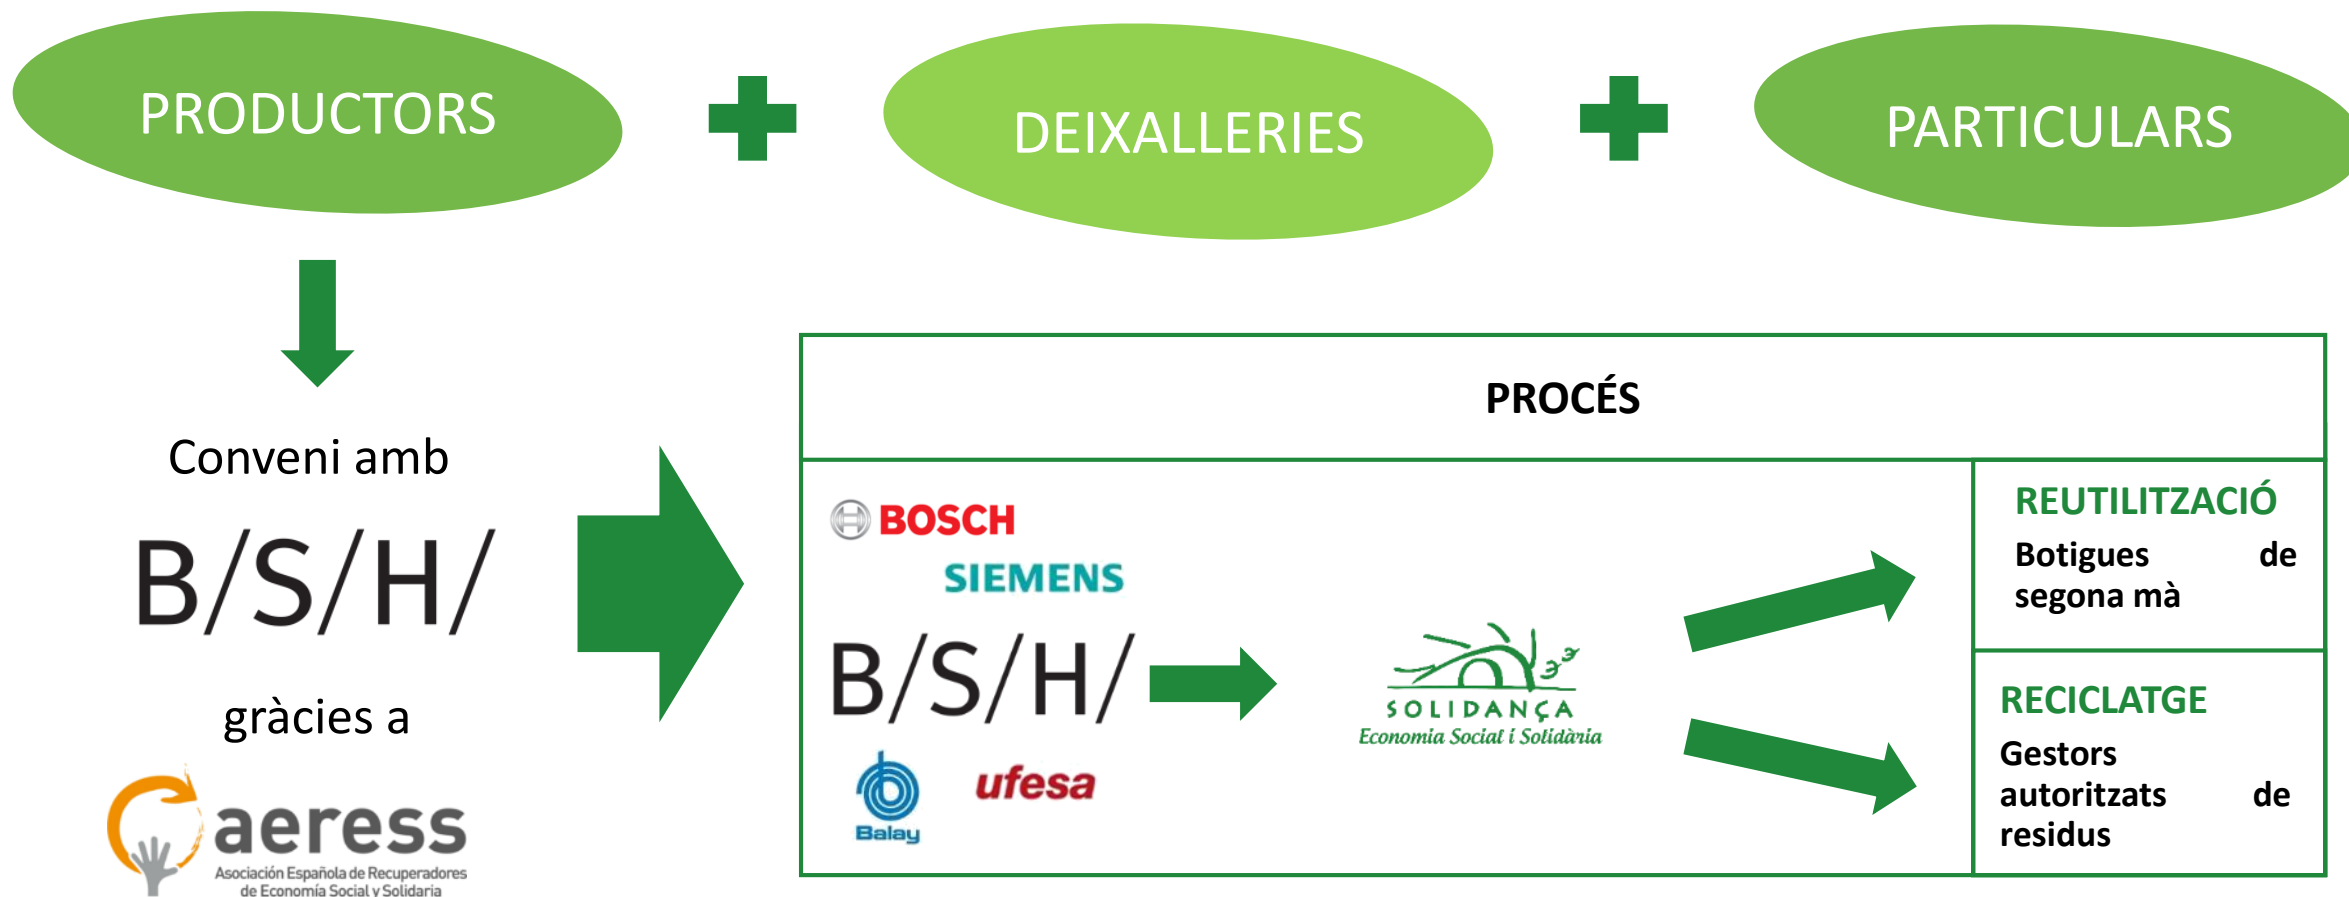 PRODUCTORS
DEIXALLERIES
PARTICULARS
Conveni amb
B/S/H/
gràcies a
aeress
Asociación Española de Recuperadores
de Economía Social y Solidaria
PROCÉS
BOSCH
SIEMENS
B/S/H/
Balay
ufesa
SOLIDANÇA
Economia Social i Solidària
REUTILITZACIÓ
Botigues de
segona mà
RECICLATGE
Gestors
autoritzats de
residus